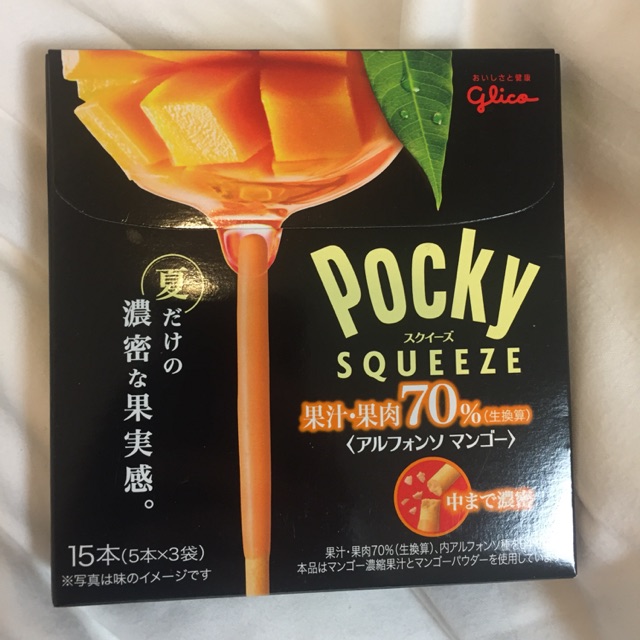 おいしさと健康
glico
Pocky
スクイーズ
SQUEEZE
果汁・果肉70%(生換算)
〈アルフォンソ マンゴー〉
夏だけの
濃密な果実感。
中まで濃密
15本(5本×3袋)
※写真は味のイメージです
果汁・果肉70%(生換算)、内アルフォンソ種
本品はマンゴー濃縮果汁とマンゴーパウダーを使用してい